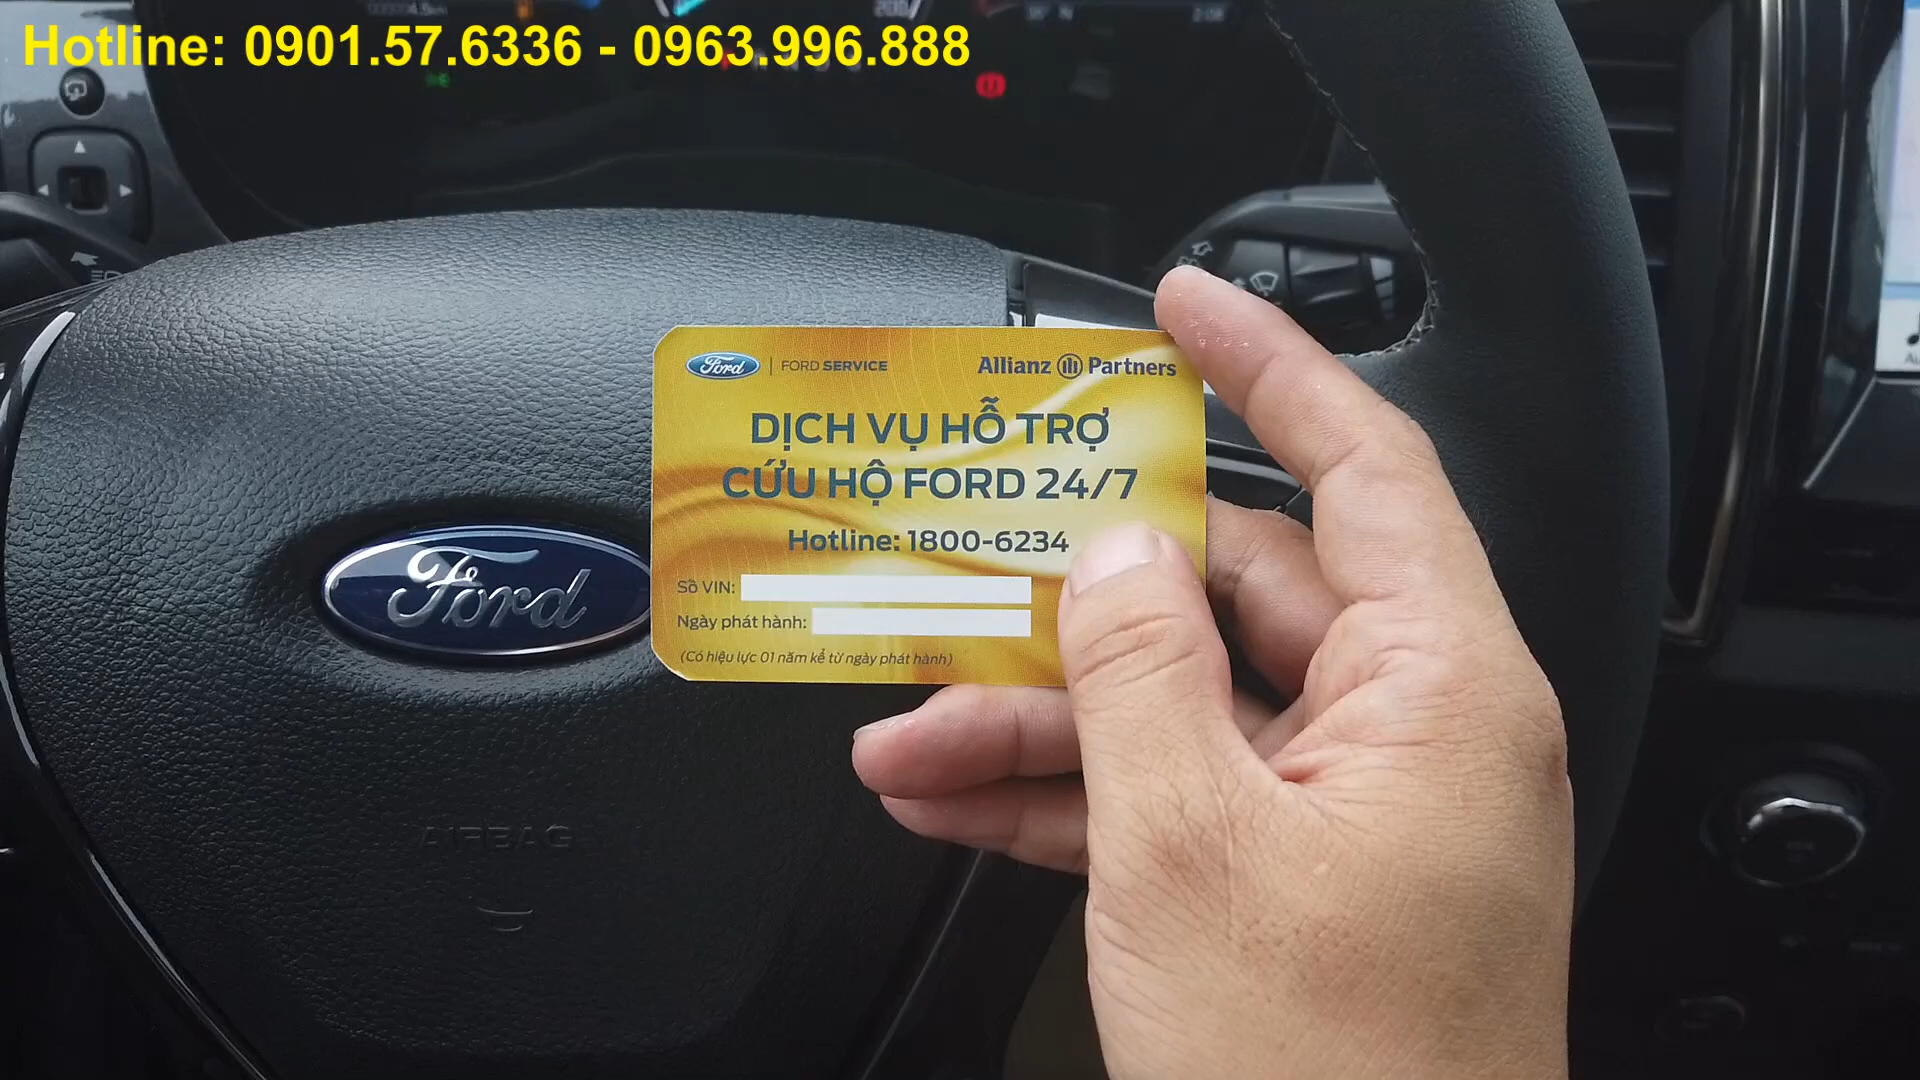 Hotline: 0901.57.6336 - 0963.996.888
Ford | FORD SERVICE
Allianz Partners
DỊCH VỤ HỖ TRỢ
CỨU HỘ FORD 24/7
Hotline: 1800-6234
Số VIN:
Ngày phát hành:
(Có hiệu lực 01 năm kể từ ngày phát hành)
Ford
AIRBAG